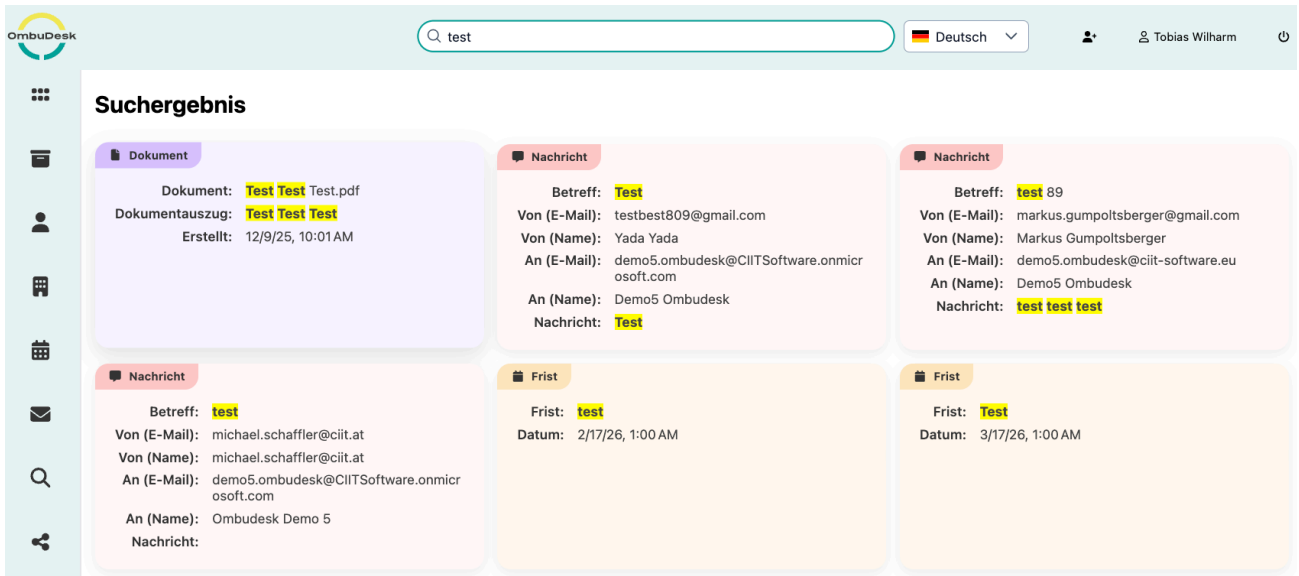 OmbuDesk
test
Deutsch
Tobias Wilharm
Suchergebnis
Dokument
Dokument: Test Test Test.pdf
Dokumentauszug: Test Test Test
Erstellt: 12/9/25, 10:01 AM
Nachricht
Betreff: Test
Von (E-Mail): testbest809@gmail.com
Von (Name): Yada Yada
An (E-Mail): demo5.ombudesk@CIITSoftware.onmicr
osoft.com
An (Name): Demo5 Ombudesk
Nachricht: Test
Nachricht
Betreff: test 89
Von (E-Mail): markus.gumpoltsberger@gmail.com
Von (Name): Markus Gumpoltsberger
An (E-Mail): demo5.ombudesk@ciit-software.eu
An (Name): Demo5 Ombudesk
Nachricht: test test test
Nachricht
Betreff: test
Von (E-Mail): michael.schaffler@ciit.at
Von (Name): michael.schaffler@ciit.at
An (E-Mail): demo5.ombudesk@CIITSoftware.onmicr
osoft.com
An (Name): Ombudesk Demo 5
Nachricht:
Frist
Frist: test
Datum: 2/17/26, 1:00 AM
Frist
Frist: Test
Datum: 3/17/26, 1:00 AM